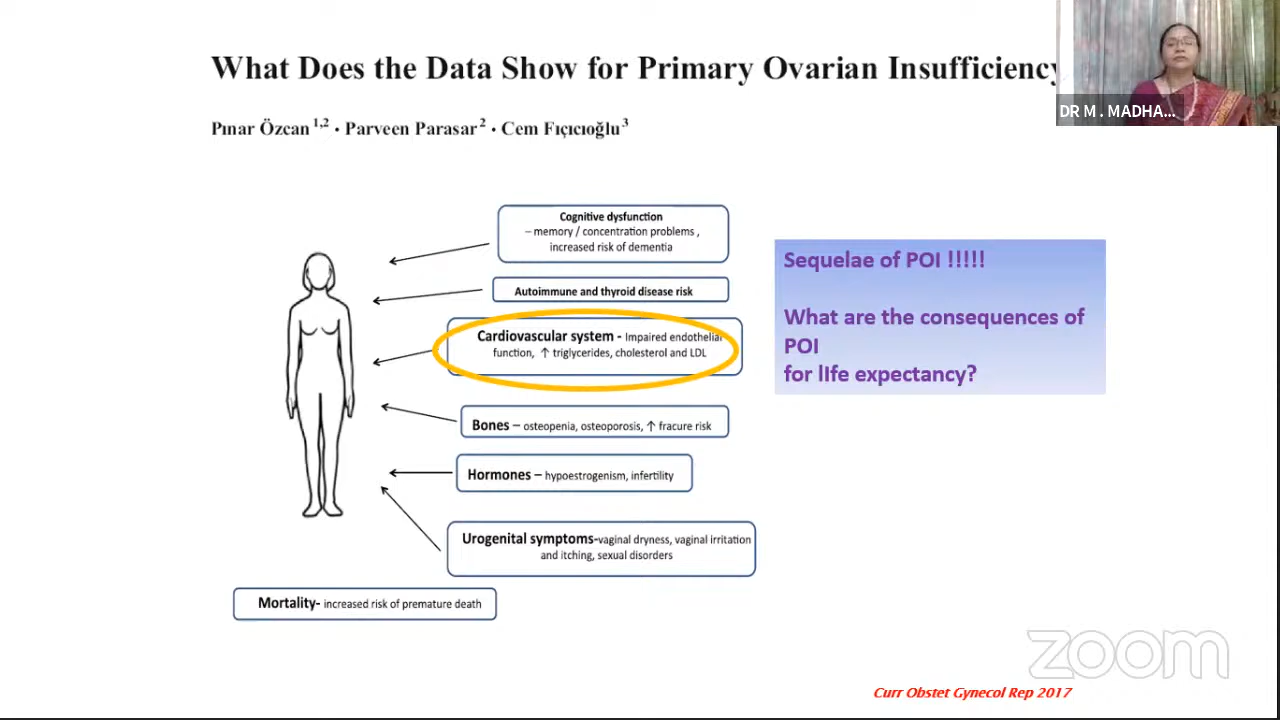 What Does the Data Show for Primary Ovarian Insufficiency
Pınar Özcan 1,2 • Parveen Parasar 2 • Cem Fıçıcıoğlu 3
DR M . MADHA...
Cognitive dysfunction
– memory / concentration problems ,
increased risk of dementia
Autoimmune and thyroid disease risk
Cardiovascular system - Impaired endothelial
function, ↑ triglycerides, cholesterol and LDL
Bones – osteopenia, osteoporosis, ↑ fracure risk
Hormones – hypoestrogenism, infertility
Urogenital symptoms-vaginal dryness, vaginal irritation
and itching, sexual disorders
Mortality- increased risk of premature death
Sequelae of POI !!!!!
What are the consequences of
POI
for lIfe expectancy?
zoom
Curr Obstet Gynecol Rep 2017